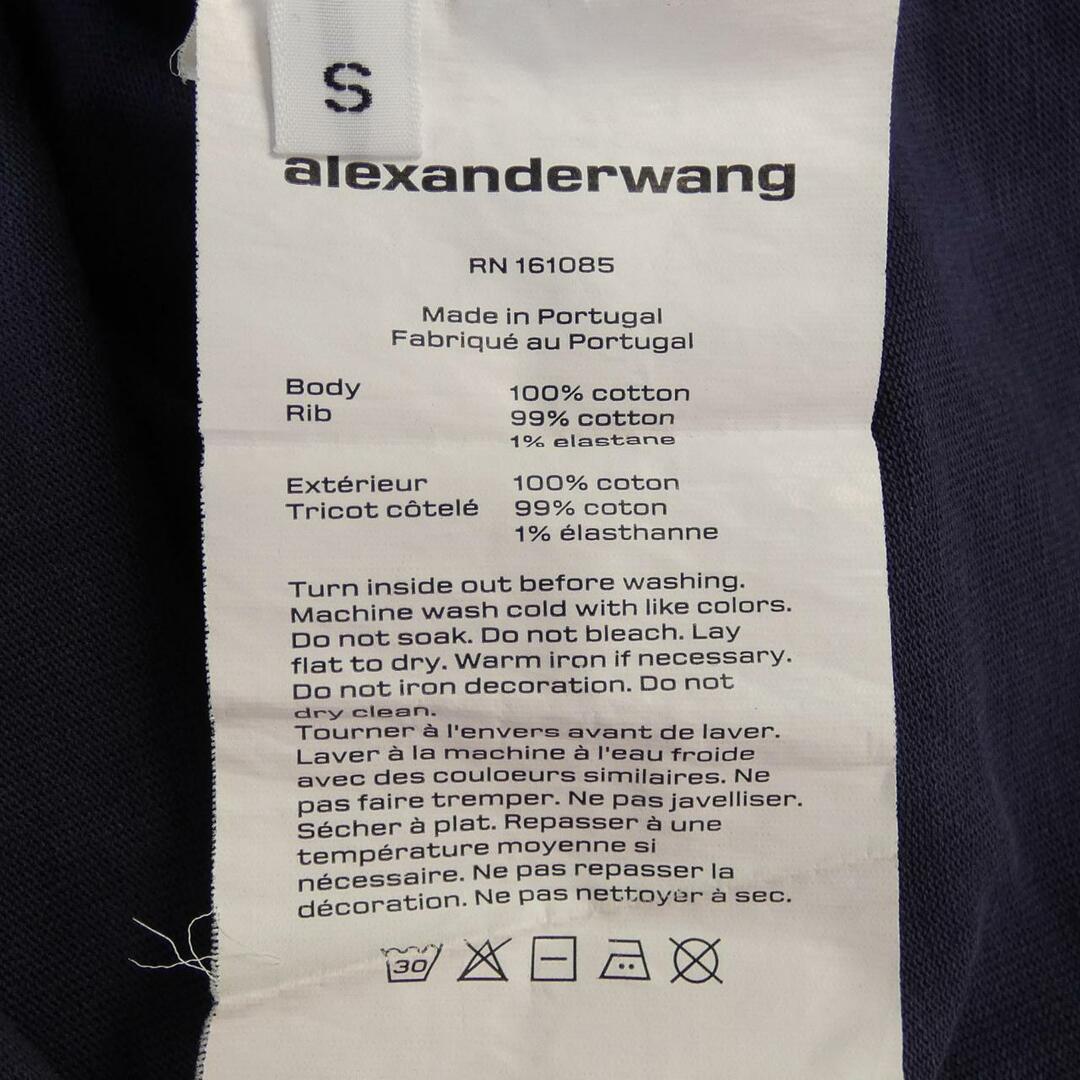 S
alexanderwang
RN 161085
Made in Portugal
Fabriqué au Portugal
Body 100% cotton
Rib 99% cotton
1% elastane
Extérieur 100% coton
Tricot côtelé 99% coton
1% élasthanne
Turn inside out before washing.
Machine wash cold with like colors.
Do not soak. Do not bleach. Lay
flat to dry. Warm iron if necessary.
Do not iron decoration. Do not
dry clean.
Tourner à l'envers avant de laver.
Laver à la machine à l'eau froide
avec des couloeurs similaires. Ne
pas faire tremper. Ne pas javelliser.
Sécher à plat. Repasser à une
température moyenne si
nécessaire. Ne pas repasser la
décoration. Ne pas nettoyer à sec.
30